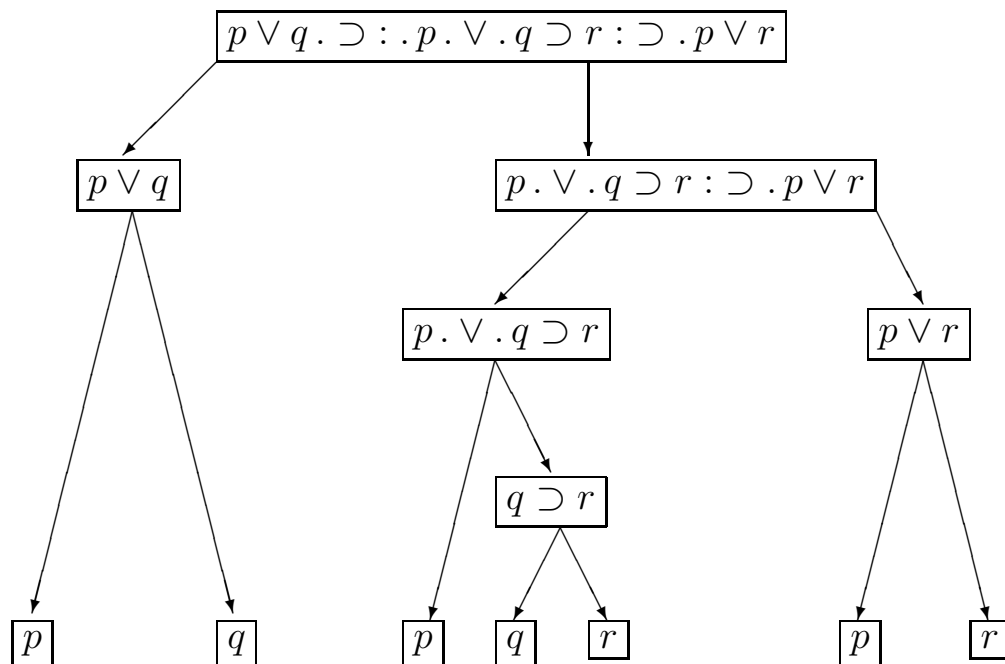 p ∨ q . ⊃ : . p . ∨ . q ⊃ r : ⊃ . p ∨ r
p ∨ q
p . ∨ . q ⊃ r : ⊃ . p ∨ r
p . ∨ . q ⊃ r
p ∨ r
q ⊃ r
p
q
p
q
r
p
r